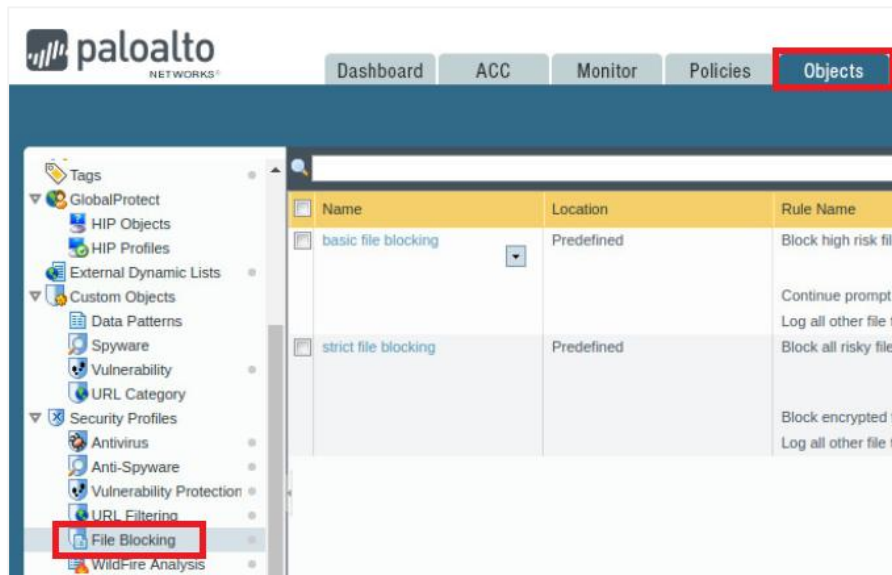 paloalto
NETWORKS®
Dashboard ACC Monitor Policies Objects
Tags
GlobalProtect
HIP Objects
HIP Profiles
External Dynamic Lists
Custom Objects
Data Patterns
Spyware
Vulnerability
URL Category
Security Profiles
Antivirus
Anti-Spyware
Vulnerability Protection
URL Filtering
File Blocking
WildFire Analysis
Name Location Rule Name
basic file blocking Predefined Block high risk fil
Continue prompt
Log all other file
strict file blocking Predefined Block all risky file
Block encrypted
Log all other file